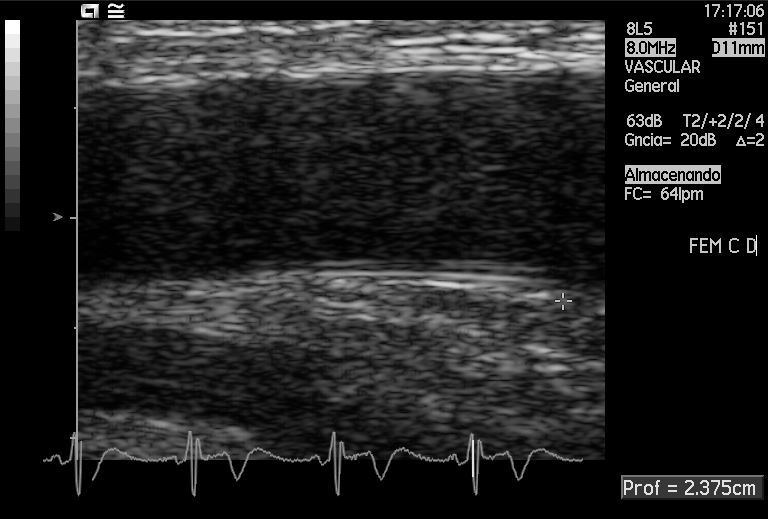 17:17:06
8L5 #151
8.0MHz D11mm
VASCULAR
General
63dB T2/+2/2/ 4
Gncia= 20dB Δ=2
Almacenando
FC= 64lpm
FEM C D
Prof = 2.375cm